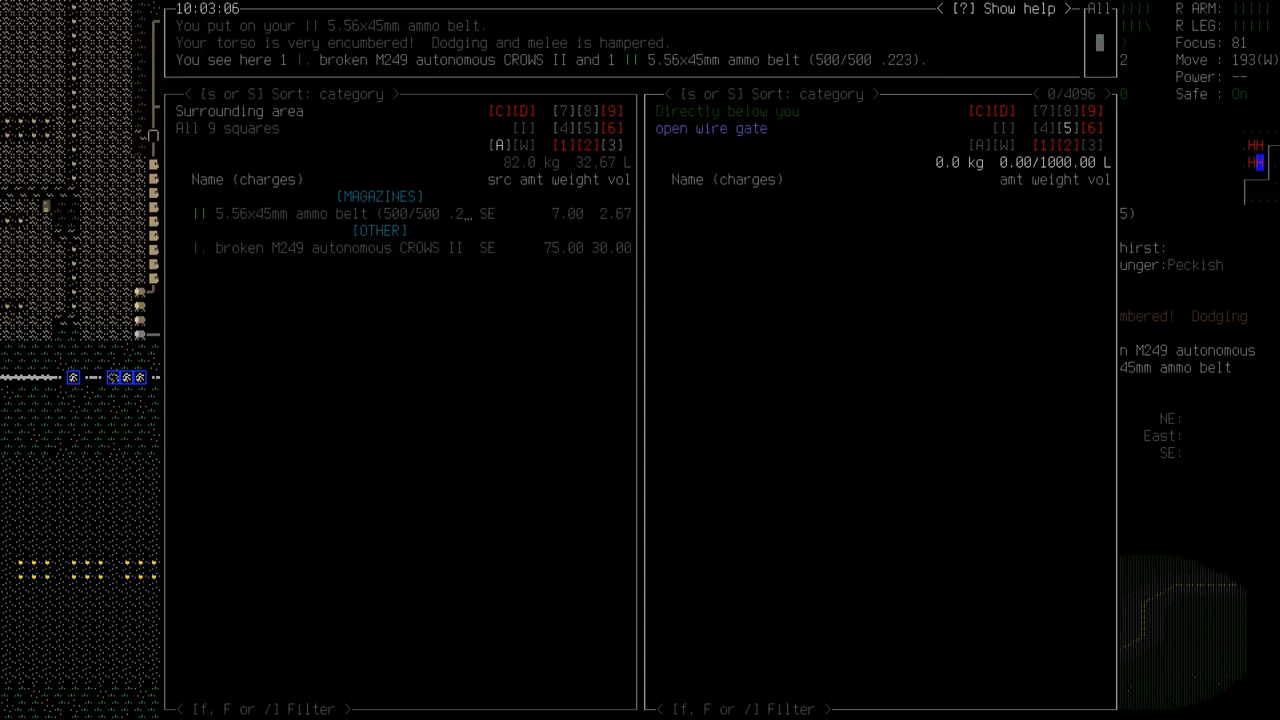 10:03:06
< [?] Show help >
All
R ARM:
You put on your || 5.56x45mm ammo belt.
R LEG:
Your torso is very encumbered!  Dodging and melee is hampered.
Focus: 81
You see here 1 |. broken M249 autonomous CROWS II and 1 || 5.56x45mm ammo belt (500/500 .223).
2
Move : 193(W)
Power: --
0
Safe : On
< [s or S] Sort: category >
< [s or S] Sort: category >
< 0/4096 >
Surrounding area
[C][D] [7][8][9]
Directly below you
[C][D] [7][8][9]
All 9 squares
[I] [4][5][6]
open wire gate
[I] [4][5][6]
[A][W] [1][2][3]
[A][W] [1][2][3]
HH
82.0 kg 32.67 L
0.0 kg 0.00/1000.00 L
HH
Name (charges)
src amt weight vol
Name (charges)
amt weight vol
[MAGAZINES]
|| 5.56x45mm ammo belt (500/500 .2… SE 7.00 2.67
5)
[OTHER]
|. broken M249 autonomous CROWS II SE 75.00 30.00
hirst:
unger:Peckish
mbered!  Dodging
n M249 autonomous
45mm ammo belt
NE:
East:
SE:
< [f, F or /] Filter >
< [f, F or /] Filter >